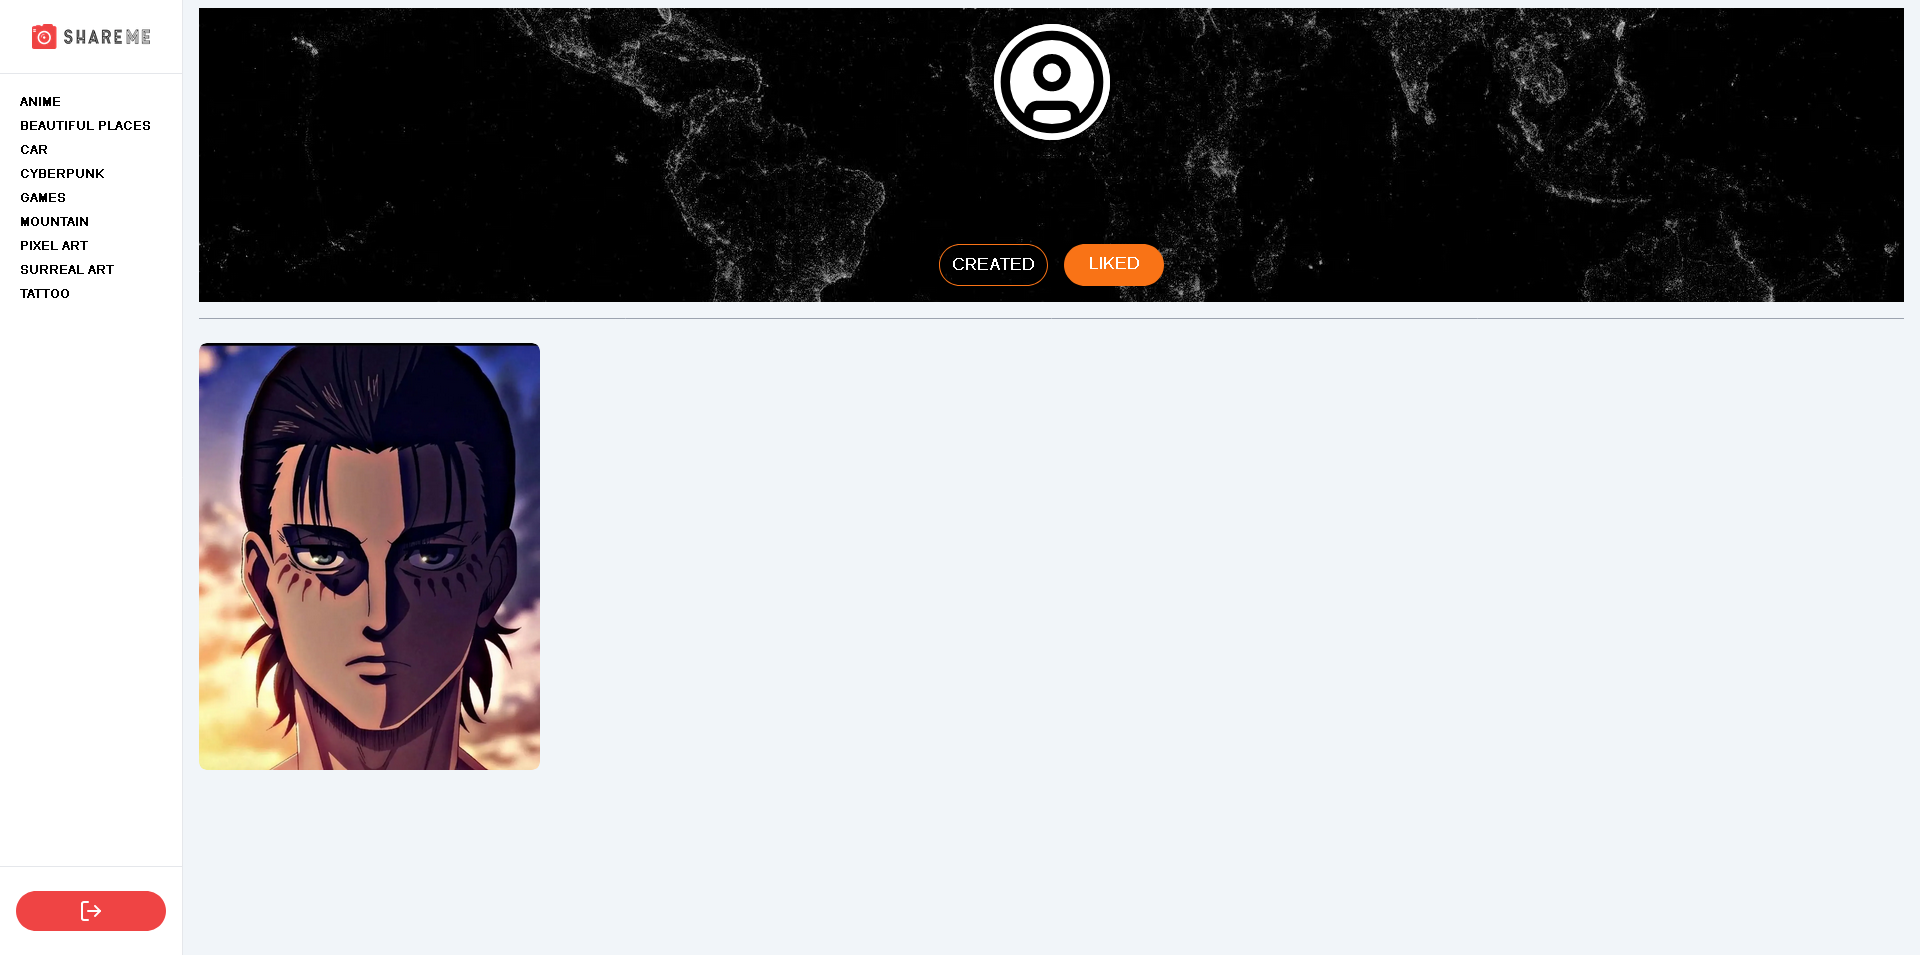 SHAREME
ANIME
BEAUTIFUL PLACES
CAR
CYBERPUNK
GAMES
MOUNTAIN
PIXEL ART
SURREAL ART
TATTOO
CREATED
LIKED